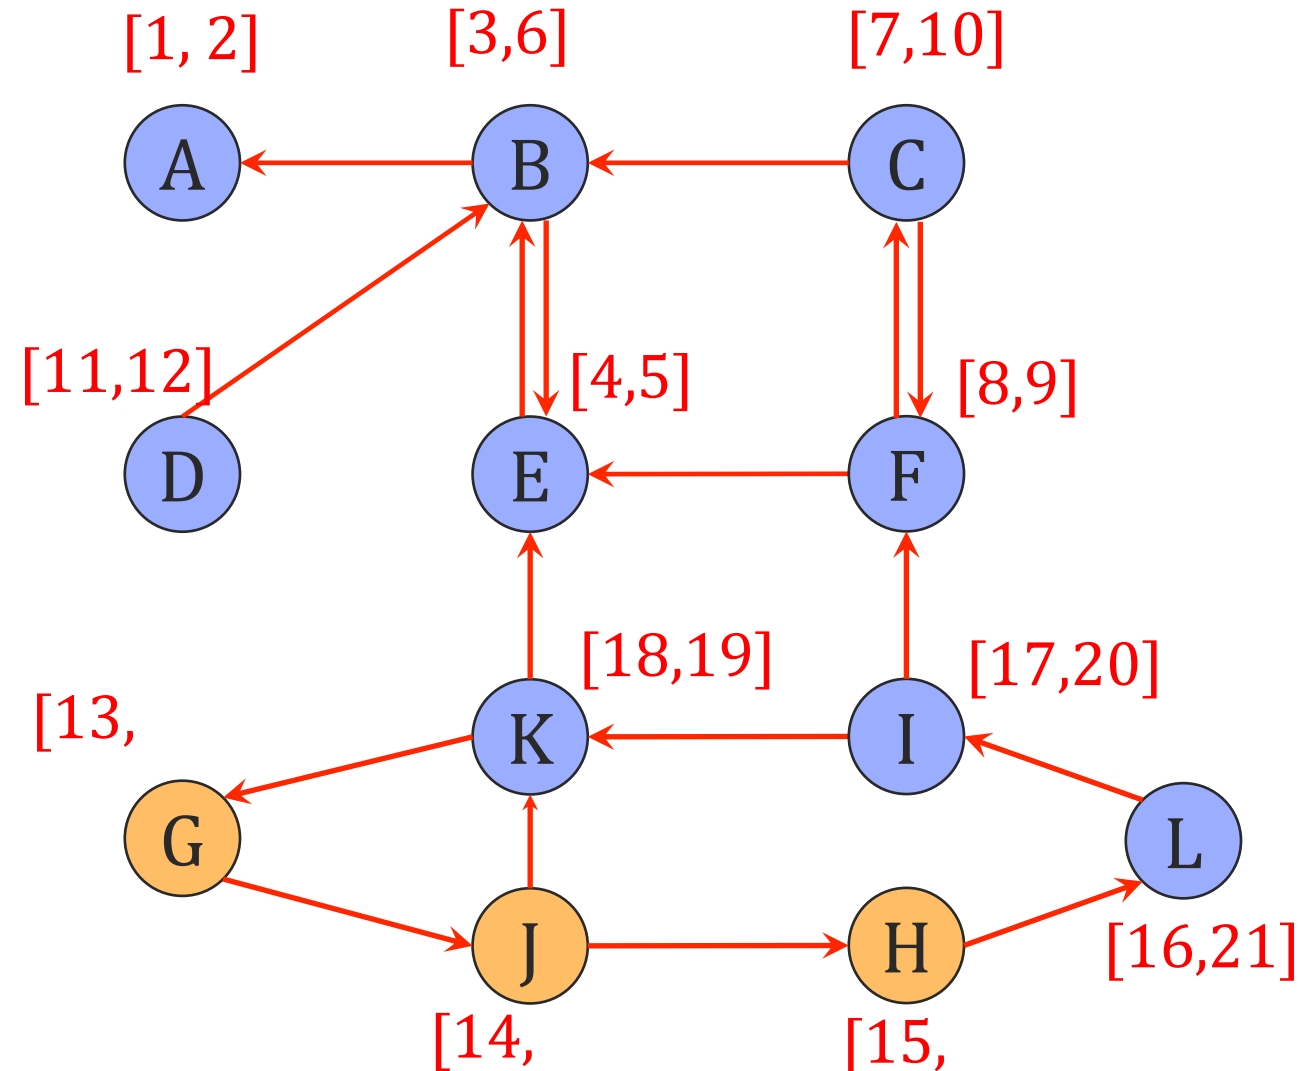 [1, 2]
[3,6]
[7,10]
A
B
C
[11,12]
[4,5]
[8,9]
D
E
F
[18,19]
[17,20]
[13,
K
I
G
L
J
H
[16,21]
[14,
[15,